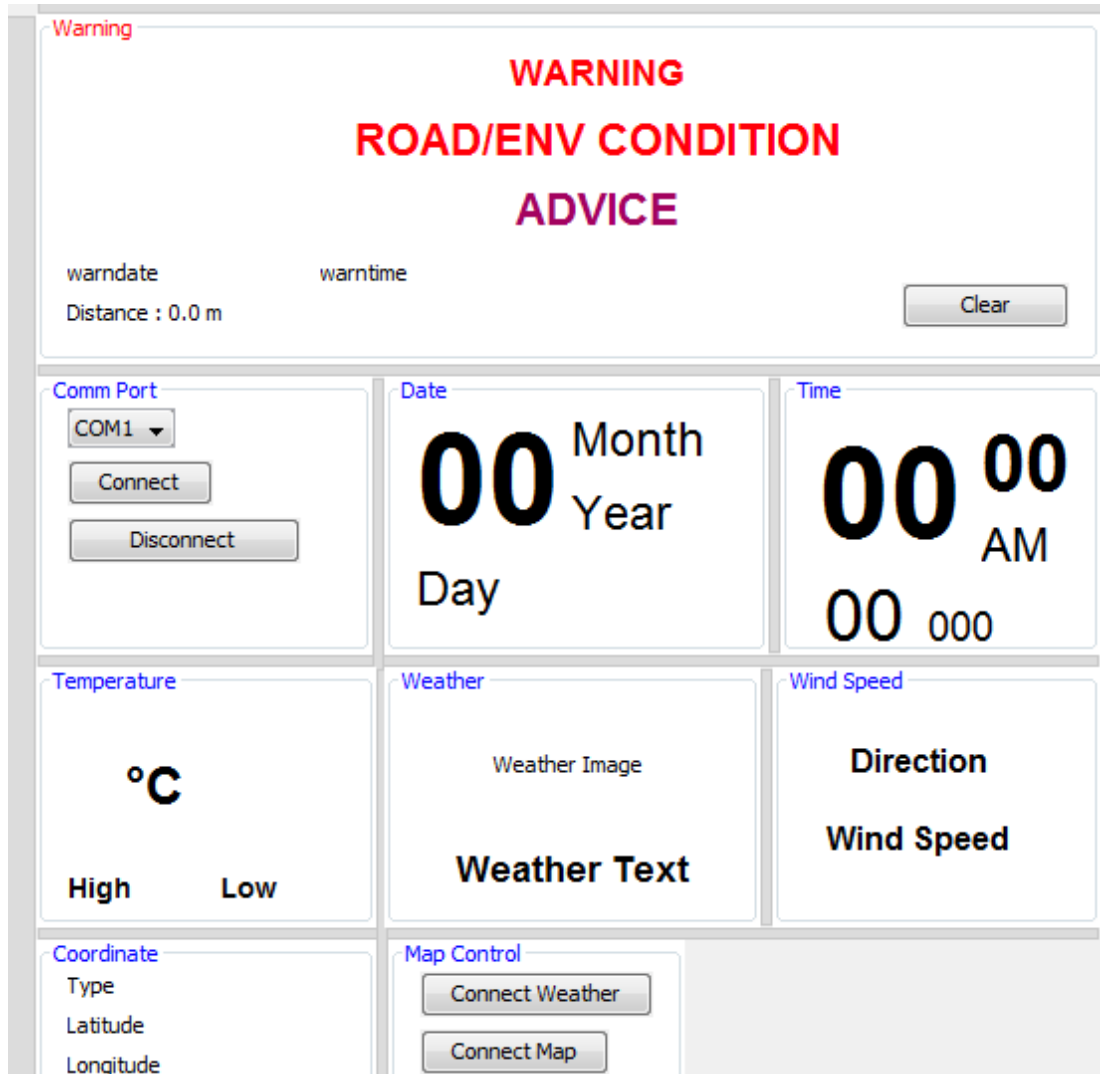 Warning
WARNING
ROAD/ENV CONDITION
ADVICE
warndate warntime
Distance : 0.0 m
Clear
Comm Port
COM1
Connect
Disconnect
Date
00
Month
Year
Day
Time
00
00
AM
00 000
Temperature
°C
High Low
Weather
Weather Image
Weather Text
Wind Speed
Direction
Wind Speed
Coordinate
Type
Latitude
Longitude
Map Control
Connect Weather
Connect Map